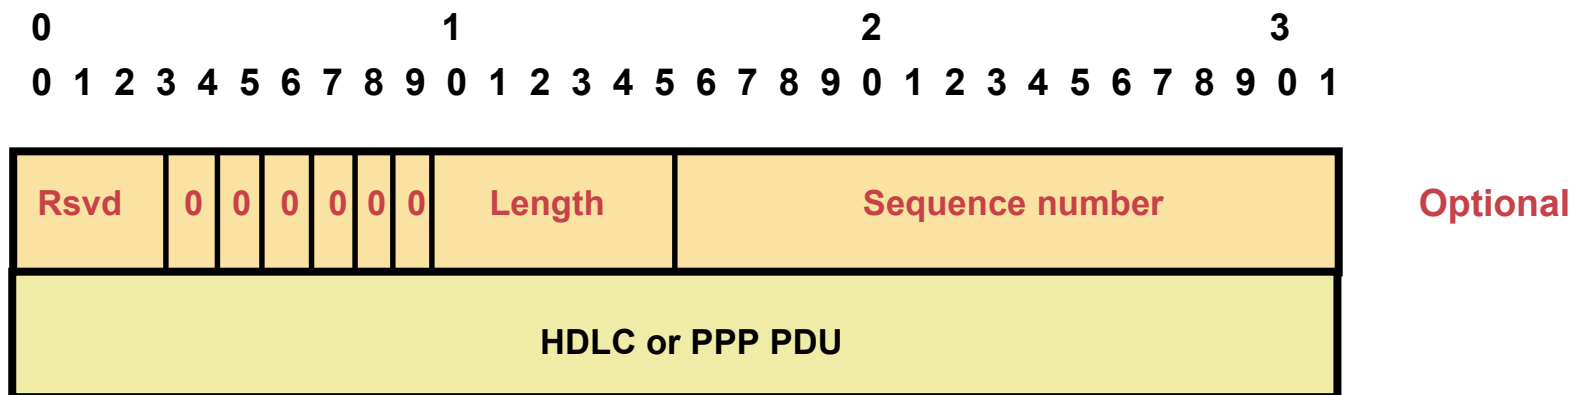 0 1 2 3
0 1 2 3 4 5 6 7 8 9 0 1 2 3 4 5 6 7 8 9 0 1 2 3 4 5 6 7 8 9 0 1
Rsvd 0 0 0 0 0 0 Length Sequence number Optional
HDLC or PPP PDU